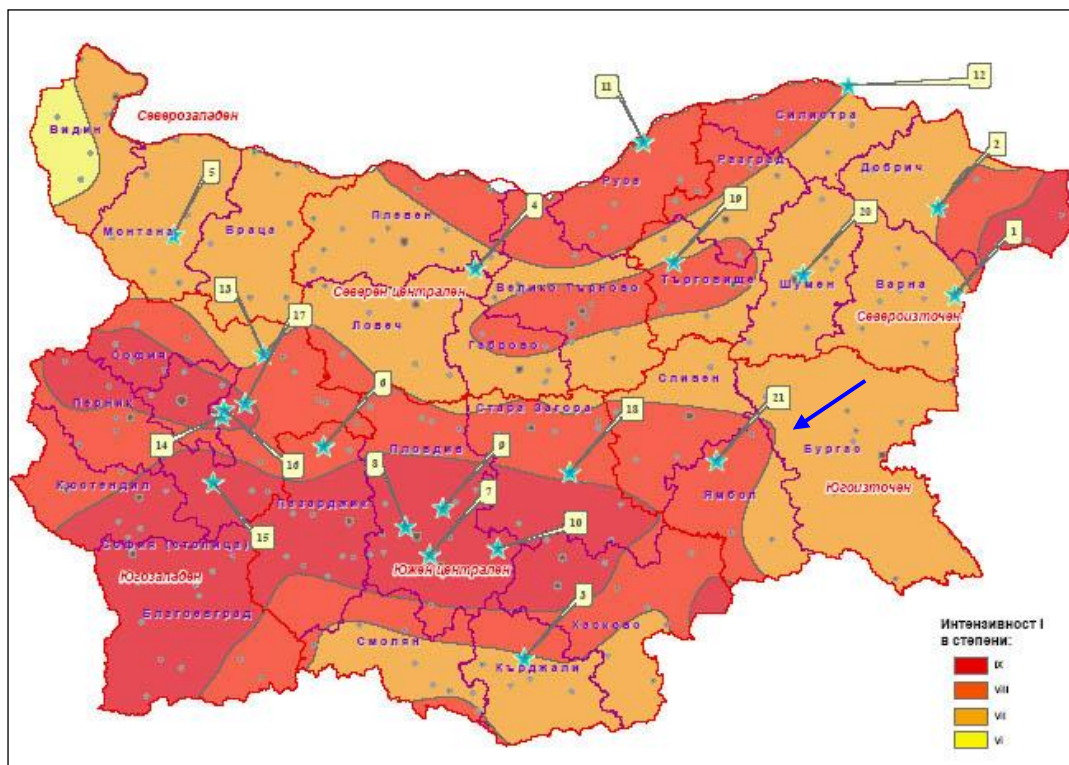 12
11
Северозападен
Силистра
Видин
2
Добрич
5
Русе
Разград
19
4
Плевен
20
1
Монтана
Враца
Велико Търново
Търговище
Шумен
Варна
13
17
Северен централен
Североизточен
Ловеч
Габрово
София
6
Сливен
Перник
Стара Загора
18
21
9
Пловдив
8
Бургас
14
16
7
Кюстендил
Пазарджик
Ямбол
Югоизточен
10
София (столица)
15
Югозападен
Южен централен
3
Благоевград
Хасково
Смолян
Кърджали
Интензивност I
в степени:
IX
VIII
VII
VI